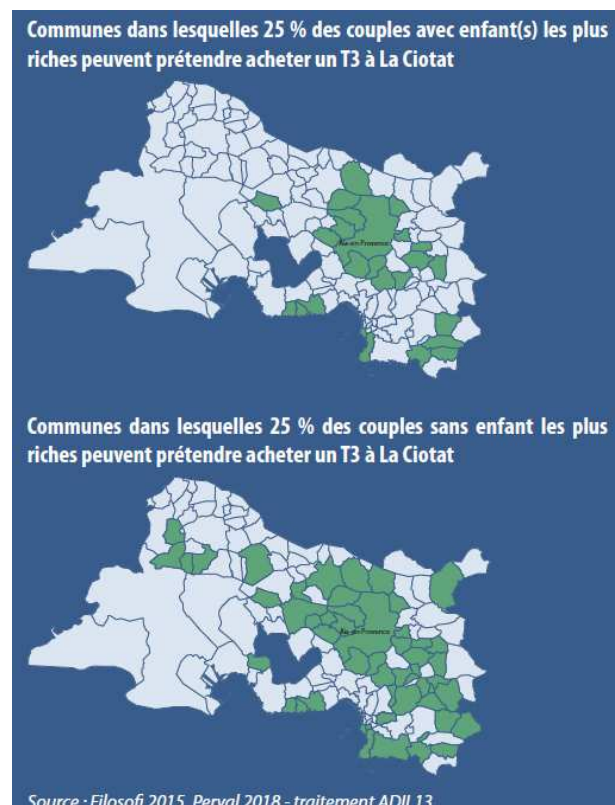 Communes dans lesquelles 25 % des couples avec enfant(s) les plus
riches peuvent prétendre acheter un T3 à La Ciotat
Aix-en-Provence
Communes dans lesquelles 25 % des couples sans enfant les plus
riches peuvent prétendre acheter un T3 à La Ciotat
Aix-en-Provence
Source : Filosofi 2015, Perval 2018 - traitement ADIL13